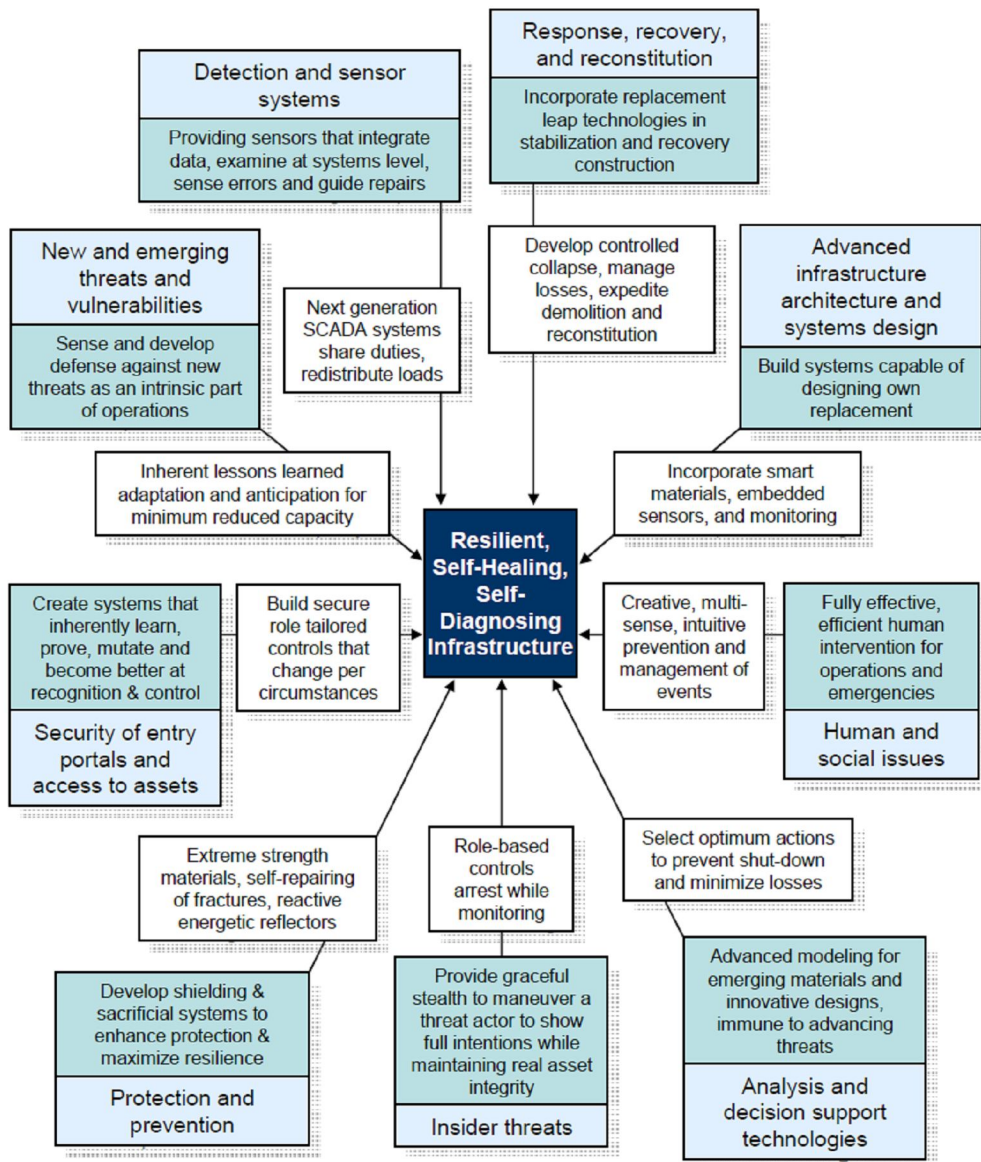 Response, recovery,
and reconstitution
Incorporate replacement
leap technologies in
stabilization and recovery
construction
Detection and sensor
systems
Providing sensors that integrate
data, examine at systems level,
sense errors and guide repairs
New and emerging
threats and
vulnerabilities
Sense and develop
defense against new
threats as an intrinsic part
of operations
Next generation
SCADA systems
share duties,
redistribute loads
Develop controlled
collapse, manage
losses, expedite
demolition and
reconstitution
Advanced
infrastructure
architecture and
systems design
Build systems capable of
designing own
replacement
Inherent lessons learned
adaptation and anticipation for
minimum reduced capacity
Incorporate smart
materials, embedded
sensors, and monitoring
Resilient,
Self-Healing,
Self-
Diagnosing
Infrastructure
Create systems that
inherently learn,
prove, mutate and
become better at
recognition & control
Security of entry
portals and
access to assets
Build secure
role tailored
controls that
change per
circumstances
Creative, multi-
sense, intuitive
prevention and
management of
events
Fully effective,
efficient human
intervention for
operations and
emergencies
Human and
social issues
Extreme strength
materials, self-repairing
of fractures, reactive
energetic reflectors
Role-based
controls
arrest while
monitoring
Select optimum actions
to prevent shut-down
and minimize losses
Develop shielding &
sacrificial systems to
enhance protection &
maximize resilience
Protection and
prevention
Provide graceful
stealth to maneuver a
threat actor to show
full intentions while
maintaining real asset
integrity
Insider threats
Advanced modeling for
emerging materials and
innovative designs,
immune to advancing
threats
Analysis and
decision support
technologies